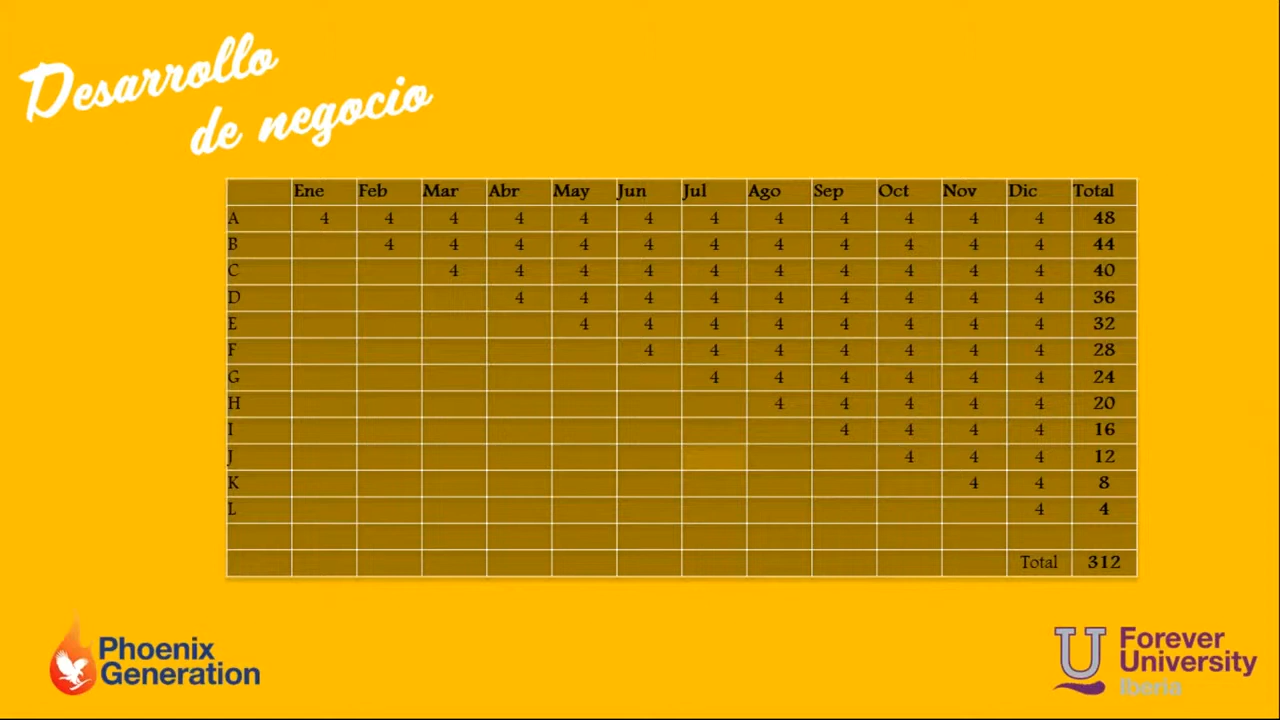 Desarrollo
de negocio
Ene Feb Mar Abr May Jun Jul Ago Sep Oct Nov Dic Total
A 4 4 4 4 4 4 4 4 4 4 4 4 48
B 4 4 4 4 4 4 4 4 4 4 4 44
C 4 4 4 4 4 4 4 4 4 4 40
D 4 4 4 4 4 4 4 4 4 36
E 4 4 4 4 4 4 4 4 32
F 4 4 4 4 4 4 4 28
G 4 4 4 4 4 4 24
H 4 4 4 4 4 20
I 4 4 4 4 16
J 4 4 4 12
K 4 4 8
L 4 4
Total 312
Phoenix
Generation
U Forever
University
Iberia